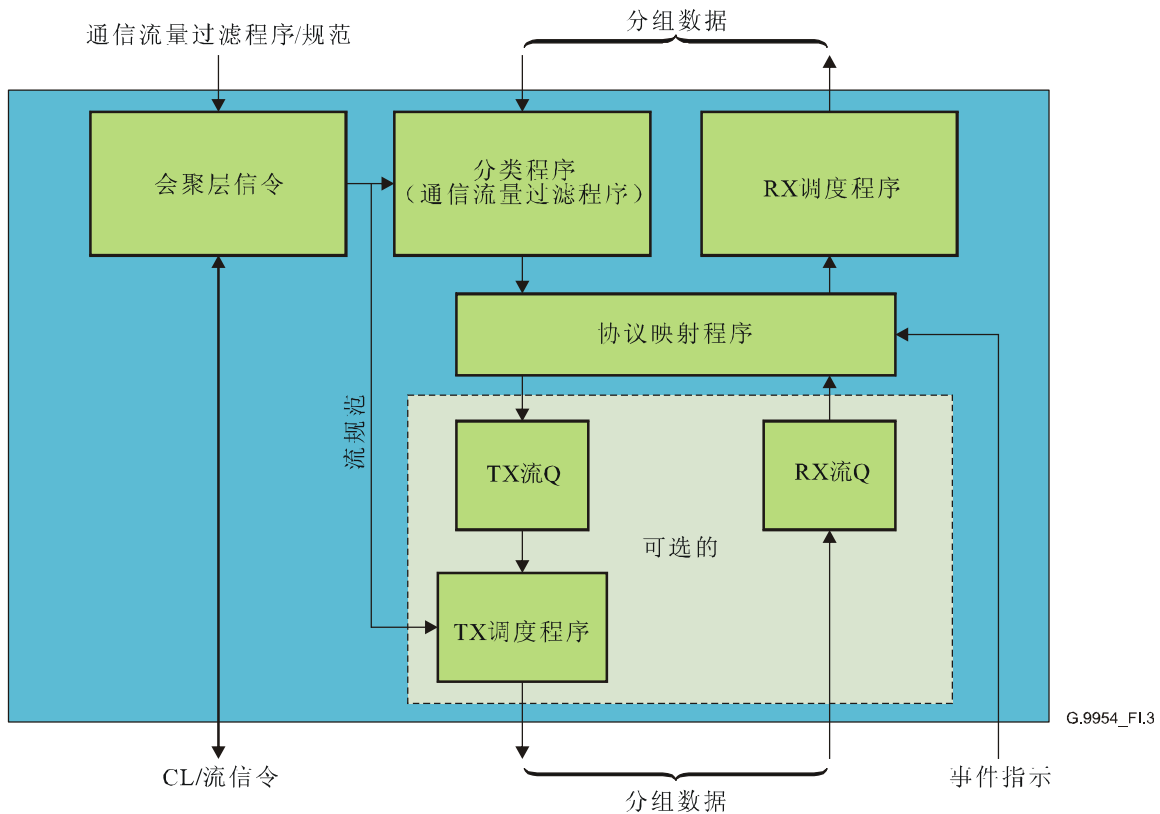 通信流量过滤程序/规范
分组数据
会聚层信令
分类程序
（通信流量过滤程序）
RX调度程序
协议映射程序
流规范
TX流Q
RX流Q
可选的
TX调度程序
G.9954_FI.3
CL/流信令
分组数据
事件指示